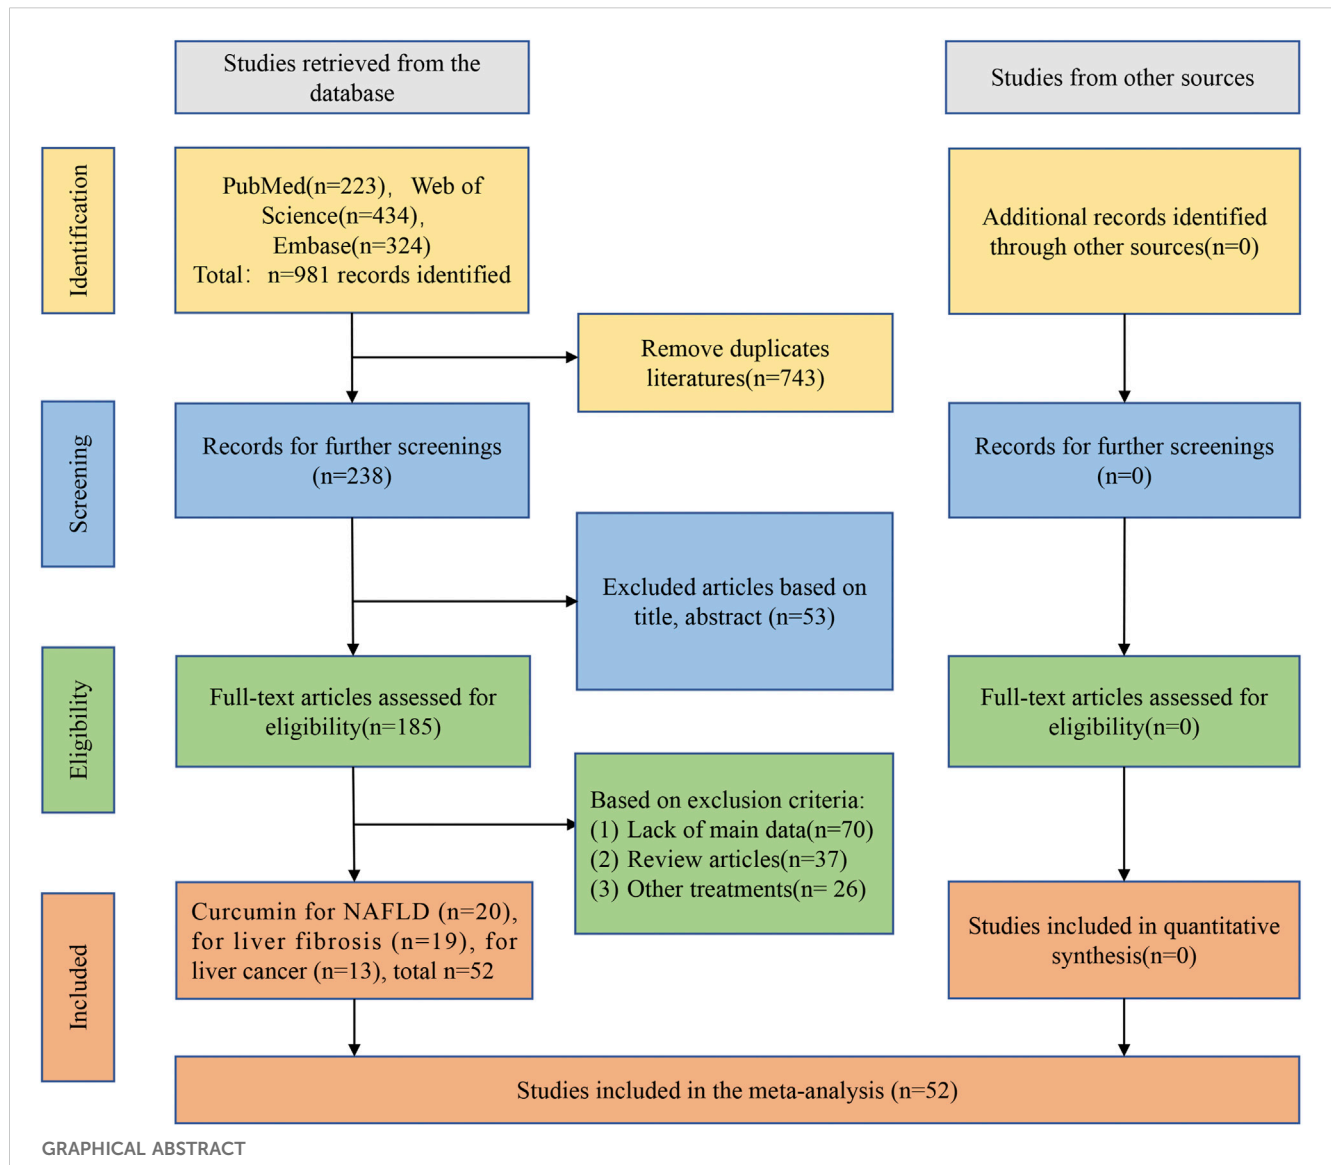 Studies retrieved from the
database
Studies from other sources
Identification
PubMed(n=223), Web of
Science(n=434),
Embase(n=324)
Total: n=981 records identified
Additional records identified
through other sources(n=0)
Remove duplicates
literatures(n=743)
Screening
Records for further screenings
(n=238)
Records for further screenings
(n=0)
Excluded articles based on
title, abstract (n=53)
Eligibility
Full-text articles assessed for
eligibility(n=185)
Full-text articles assessed for
eligibility(n=0)
Based on exclusion criteria:
(1) Lack of main data(n=70)
(2) Review articles(n=37)
(3) Other treatments(n= 26)
Included
Curcumin for NAFLD (n=20),
for liver fibrosis (n=19), for
liver cancer (n=13), total n=52
Studies included in quantitative
synthesis(n=0)
Studies included in the meta-analysis (n=52)
GRAPHICAL ABSTRACT